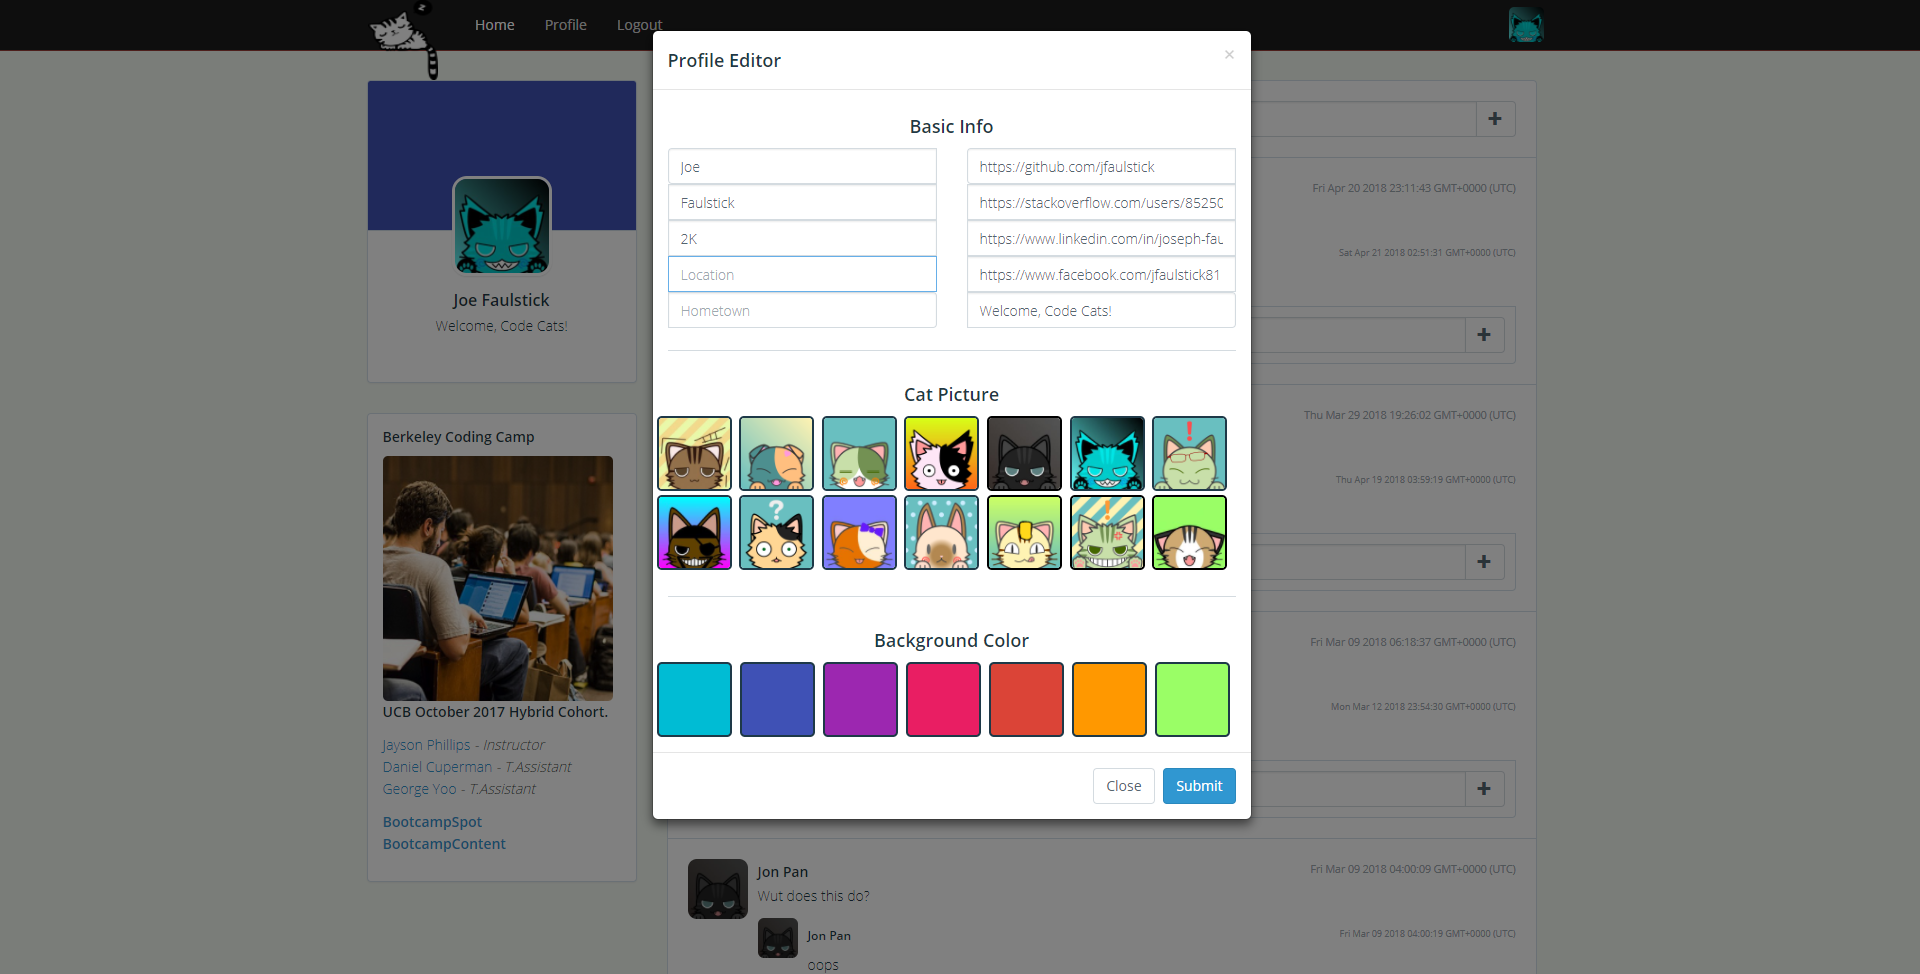 z
Home
Profile
Logout
Joe Faulstick
Welcome, Code Cats!
Berkeley Coding Camp
UCB October 2017 Hybrid Cohort.
Jayson Phillips - Instructor
Daniel Cuperman - T.Assistant
George Yoo - T.Assistant
BootcampSpot
BootcampContent
Profile Editor
×
Basic Info
Joe
Faulstick
2K
Location
Hometown
https://github.com/jfaulstick
https://stackoverflow.com/users/85250
https://www.linkedin.com/in/joseph-fau
https://www.facebook.com/jfaulstick81
Welcome, Code Cats!
Cat Picture
!
?
!
Background Color
Close
Submit
+
Fri Apr 20 2018 23:11:43 GMT+0000 (UTC)
Sat Apr 21 2018 02:51:31 GMT+0000 (UTC)
+
Thu Mar 29 2018 19:26:02 GMT+0000 (UTC)
Thu Apr 19 2018 03:59:19 GMT+0000 (UTC)
+
Fri Mar 09 2018 06:18:37 GMT+0000 (UTC)
Mon Mar 12 2018 23:54:30 GMT+0000 (UTC)
+
Jon Pan
Fri Mar 09 2018 04:00:09 GMT+0000 (UTC)
Wut does this do?
Jon Pan
Fri Mar 09 2018 04:00:19 GMT+0000 (UTC)
oops